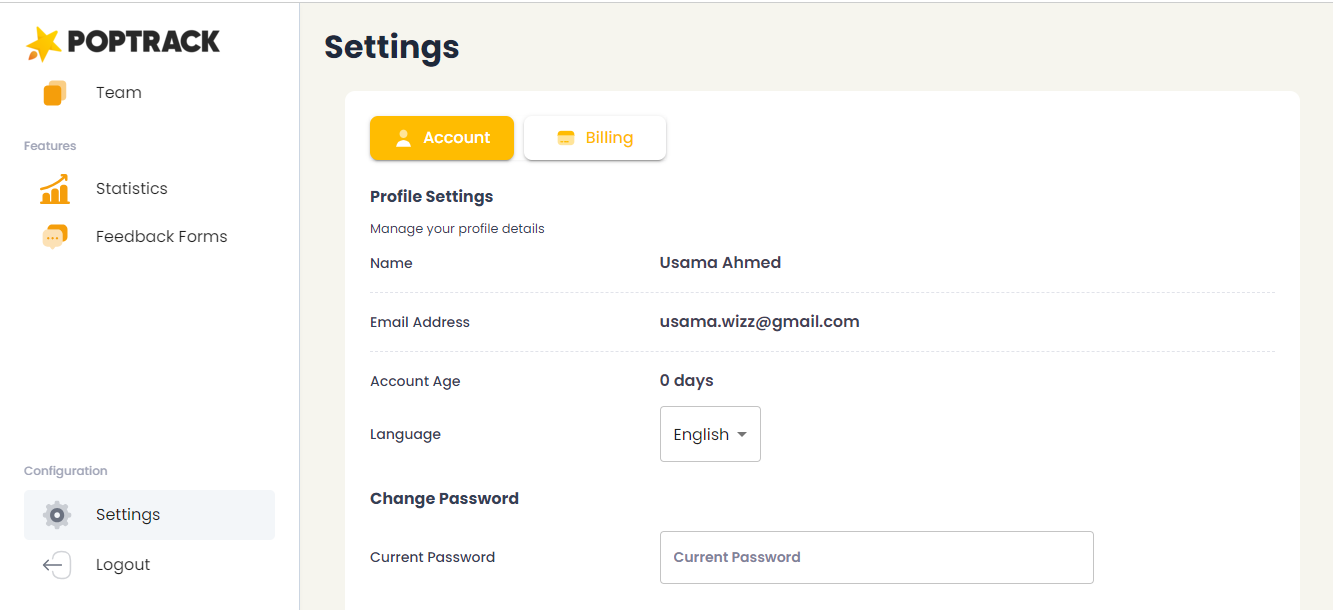 POPTRACK
Team
Features
Statistics
Feedback Forms
Configuration
Settings
Logout
Settings
Account Billing
Profile Settings
Manage your profile details
Name Usama Ahmed
Email Address usama.wizz@gmail.com
Account Age 0 days
Language English
Change Password
Current Password Current Password